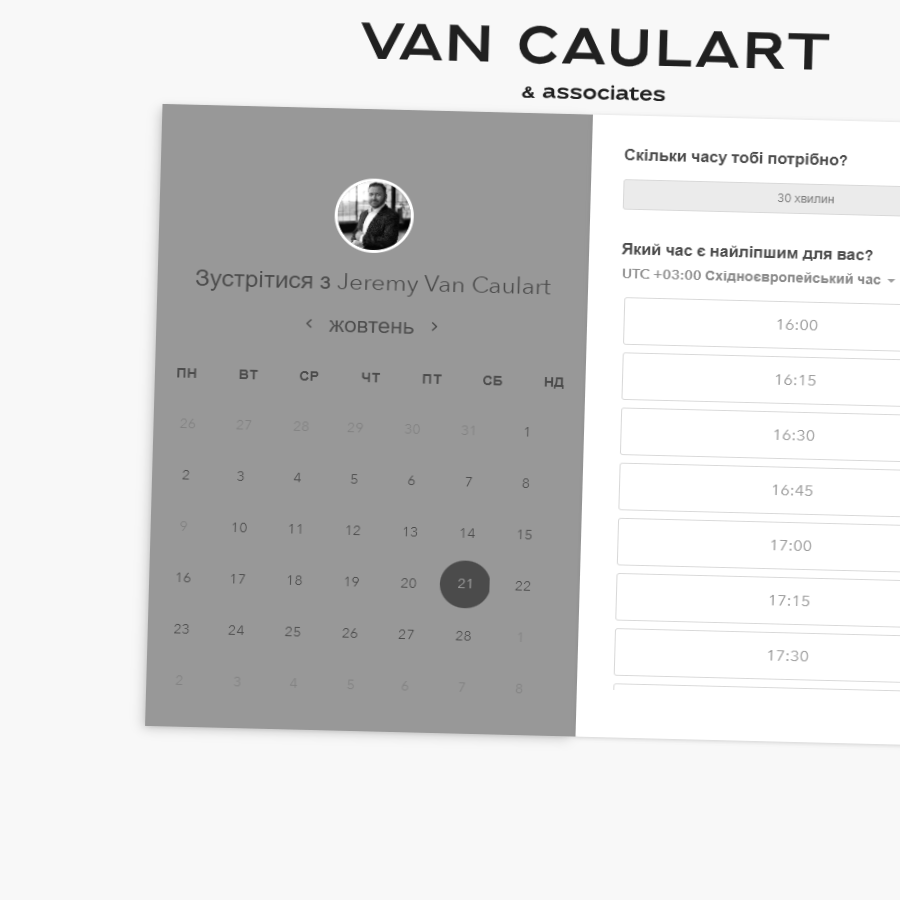 VAN CAULART
& associates
Зустрітися з Jeremy Van Caulart
жовтень
ПН ВТ СР ЧТ ПТ СБ НД
26 27 28 29 30 31 1
2 3 4 5 6 7 8
9 10 11 12 13 14 15
16 17 18 19 20 21 22
23 24 25 26 27 28 1
2 3 4 5 6 7 8
Скільки часу тобі потрібно?
30 хвилин
Який час є найліпшим для вас?
UTC +03:00 Східноєвропейський час
16:00
16:15
16:30
16:45
17:00
17:15
17:30